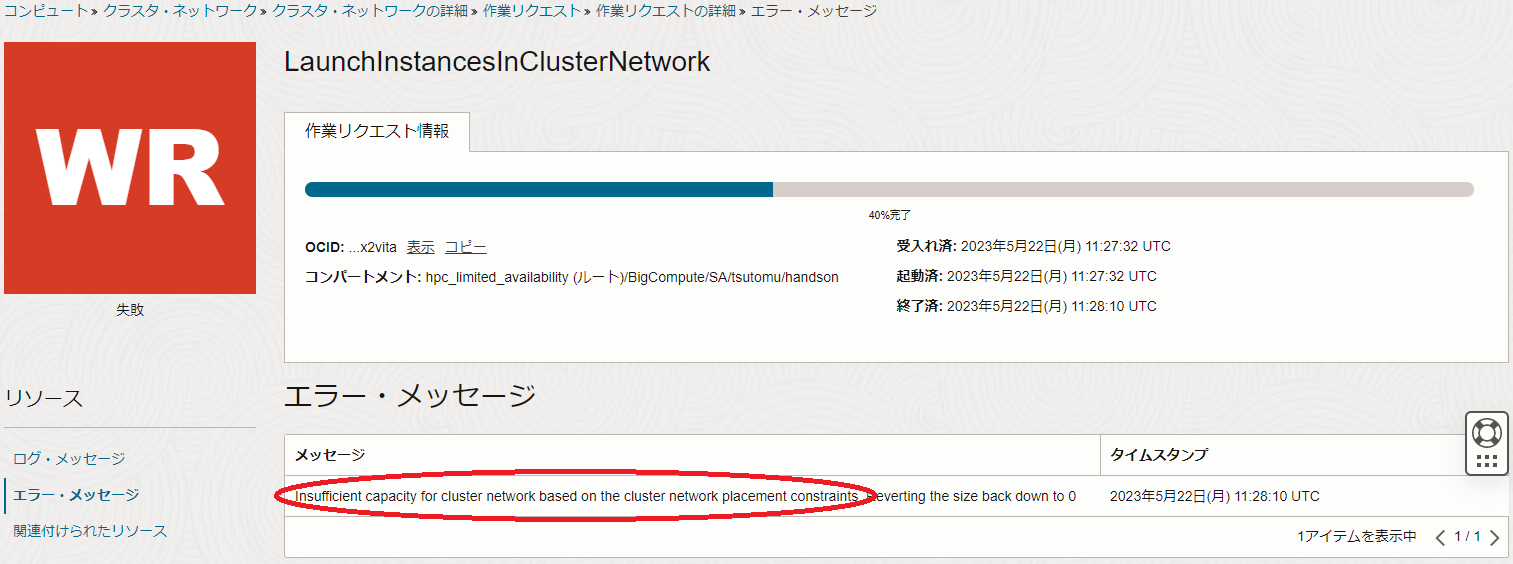 コンピュート » クラスタ・ネットワーク » クラスタ・ネットワークの詳細 » 作業リクエスト » 作業リクエストの詳細 » エラー・メッセージ
WR
失敗
LaunchInstancesInClusterNetwork
作業リクエスト情報
40%完了
OCID: ...x2vita 表示 コピー
コンパートメント: hpc_limited_availability (ルート)/BigCompute/SA/tsutomu/handson
受入れ済: 2023年5月22日(月) 11:27:32 UTC
起動済: 2023年5月22日(月) 11:27:32 UTC
終了済: 2023年5月22日(月) 11:28:10 UTC
リソース
ログ・メッセージ
エラー・メッセージ
関連付けられたリソース
エラー・メッセージ
メッセージ タイムスタンプ
Insufficient capacity for cluster network based on the cluster network placement constraints. Reverting the size back down to 0 2023年5月22日(月) 11:28:10 UTC
1アイテムを表示中 1 / 1